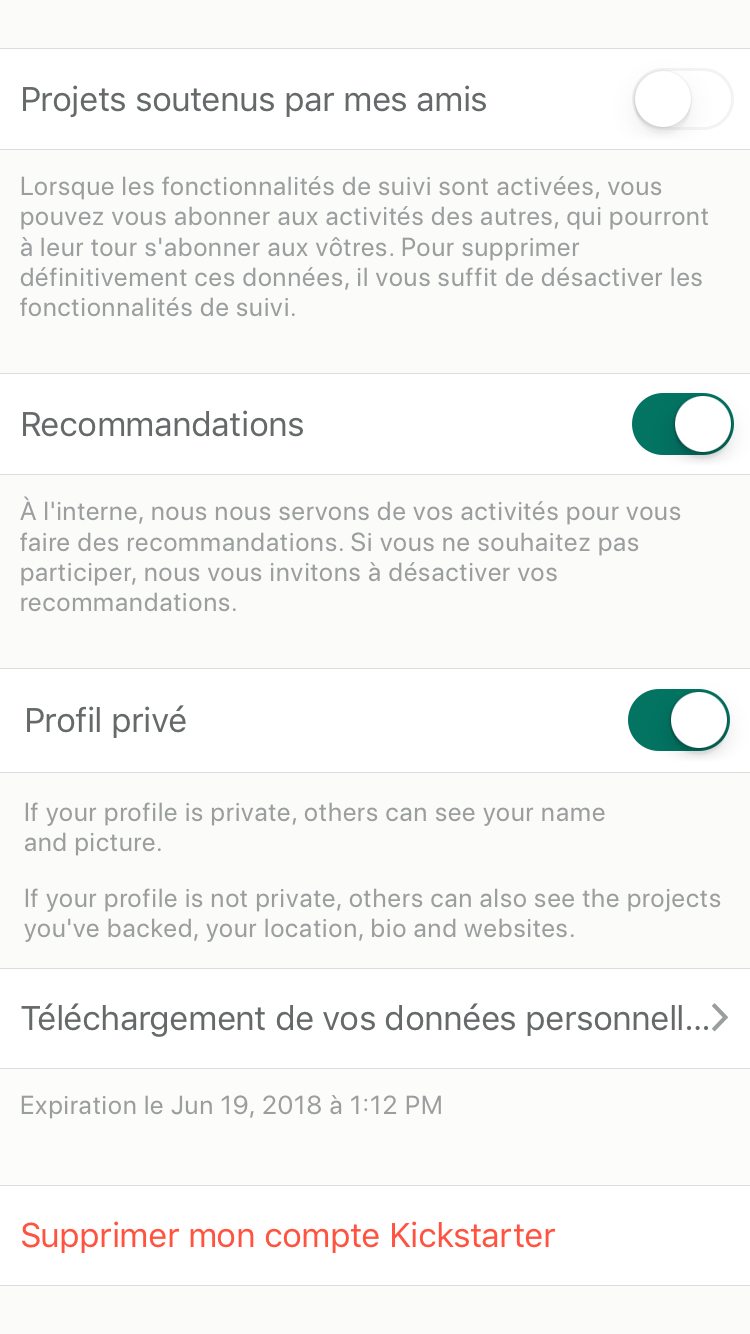 Projets soutenus par mes amis
Lorsque les fonctionnalités de suivi sont activées, vous
pouvez vous abonner aux activités des autres, qui pourront
à leur tour s'abonner aux vôtres. Pour supprimer
définitivement ces données, il vous suffit de désactiver les
fonctionnalités de suivi.
Recommandations
À l'interne, nous nous servons de vos activités pour vous
faire des recommandations. Si vous ne souhaitez pas
participer, nous vous invitons à désactiver vos
recommandations.
Profil privé
If your profile is private, others can see your name
and picture.
If your profile is not private, others can also see the projects
you've backed, your location, bio and websites.
Téléchargement de vos données personnell...
Expiration le Jun 19, 2018 à 1:12 PM
Supprimer mon compte Kickstarter